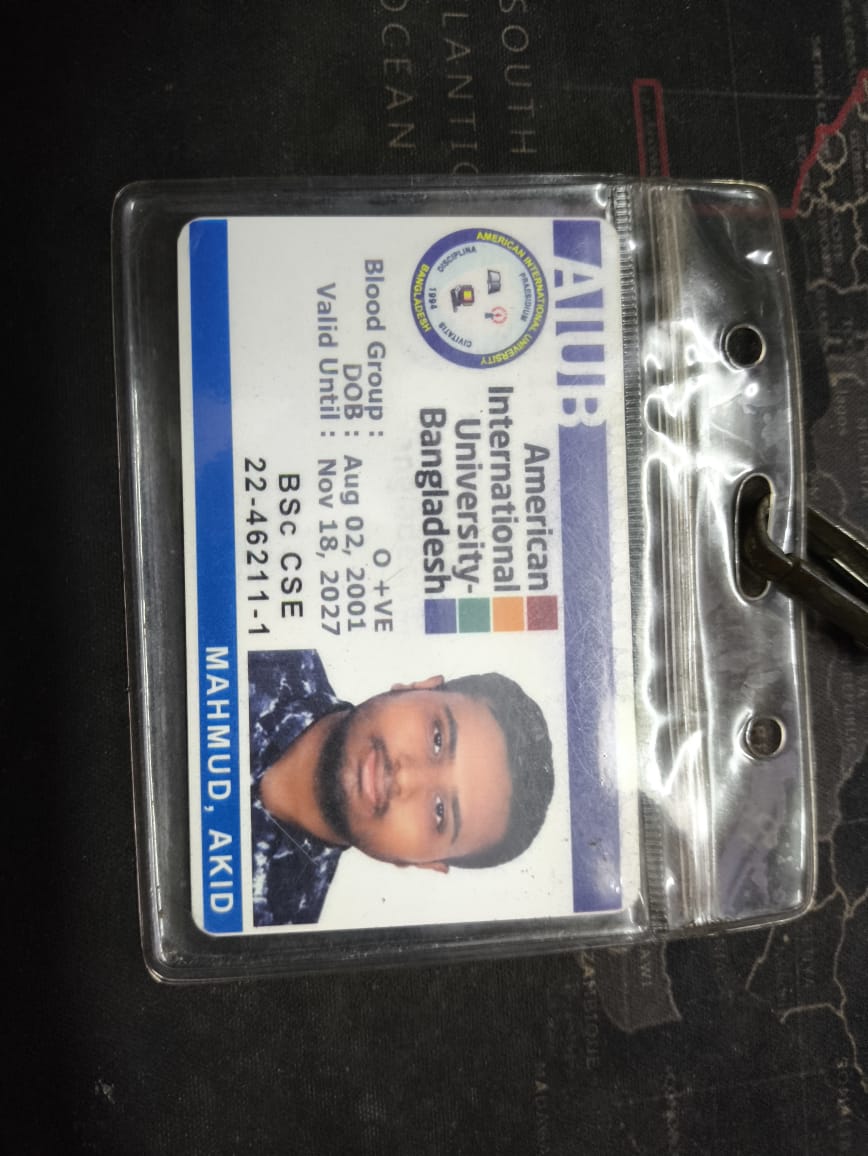 AIUB
American
International
University-
Bangladesh
AMERICAN INTERNATIONAL UNIVERSITY
BANGLADESH
DISCIPLINA
PRAESIDIUM
CIVITATIS
1994
Blood Group : O +VE
DOB : Aug 02, 2001
Valid Until : Nov 18, 2027
BSc CSE
22-46211-1
MAHMUD, AKID
SOUTH
LANTIC
OCEAN